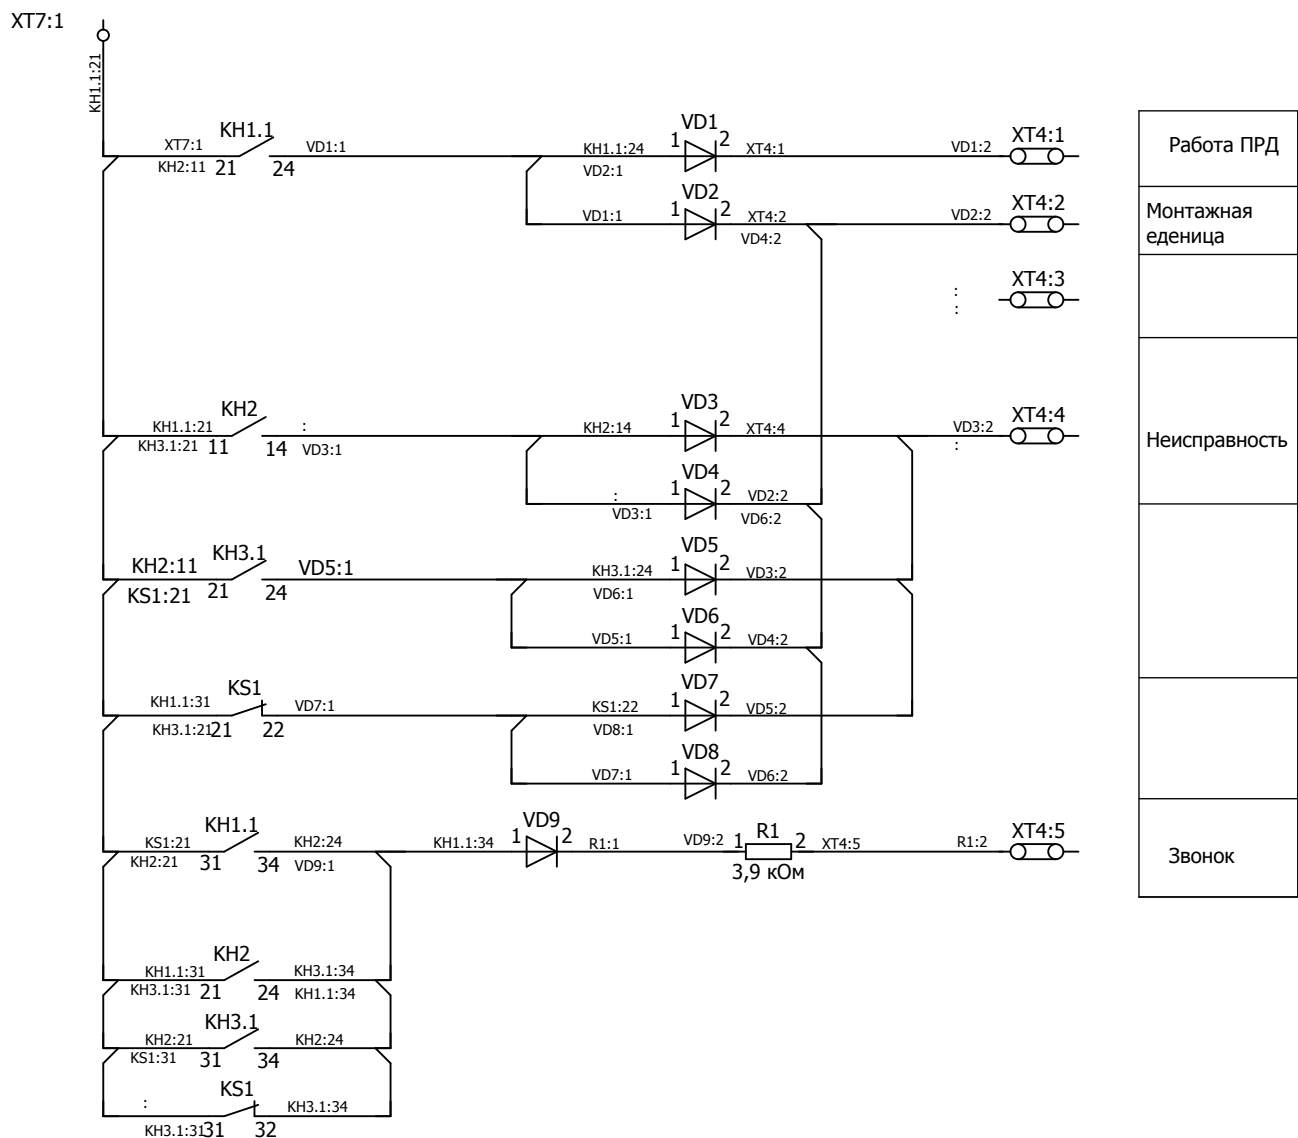 XT7:1
KH1.1:21
XT7:1
KH2:11
KH1.1
21
24
VD1:1
KH1.1:24
VD2:1
VD1
1
2
XT4:1
VD1:2
XT4:1
Работа ПРД
VD1:1
VD2
1
2
XT4:2
VD4:2
VD2:2
XT4:2
Монтажная
еденица
:
:
XT4:3
KH1.1:21
KH3.1:21
KH2
11
14
:
VD3:1
KH2:14
VD3
1
2
XT4:4
VD3:2
:
XT4:4
Неисправность
:
VD3:1
VD4
1
2
VD2:2
VD6:2
KH2:11
KS1:21
KH3.1
21
24
VD5:1
KH3.1:24
VD6:1
VD5
1
2
VD3:2
VD5:1
VD6
1
2
VD4:2
KH1.1:31
KH3.1:21
KS1
21
22
VD7:1
KS1:22
VD8:1
VD7
1
2
VD5:2
VD7:1
VD8
1
2
VD6:2
KS1:21
KH2:21
KH1.1
31
34
KH2:24
VD9:1
KH1.1:34
VD9
1
2
R1:1
VD9:2
R1
1
2
3,9 кОм
XT4:5
R1:2
XT4:5
Звонок
KH1.1:31
KH3.1:31
KH2
21
24
KH3.1:34
KH1.1:34
KH2:21
KS1:31
KH3.1
31
34
KH2:24
:
KH3.1:31
KS1
31
32
KH3.1:34